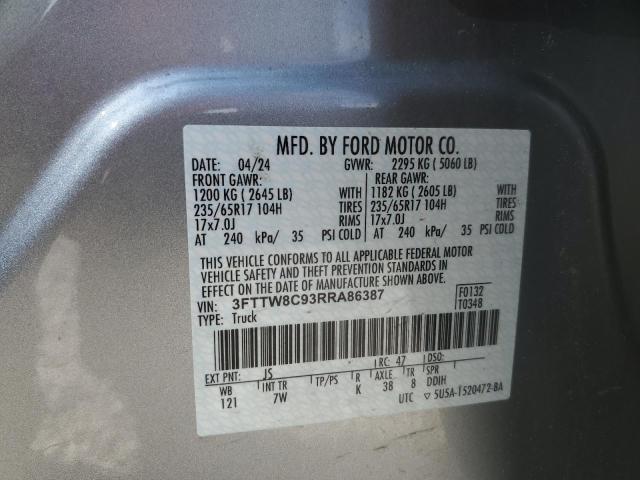 MFD. BY FORD MOTOR CO.
DATE: 04/24 GVWR: 2295 KG ( 5060 LB)
FRONT GAWR: REAR GAWR:
1200 KG ( 2645 LB) WITH 1182 KG ( 2605 LB) WITH
235/65R17 104H TIRES 235/65R17 104H TIRES
17x7.0J RIMS 17x7.0J RIMS
AT 240 kPa/ 35 PSI COLD AT 240 kPa/ 35 PSI COLD
THIS VEHICLE CONFORMS TO ALL APPLICABLE FEDERAL MOTOR
VEHICLE SAFETY AND THEFT PREVENTION STANDARDS IN EFFECT ON THE
DATE OF MANUFACTURE SHOWN ABOVE.
VIN: 3FTTW8C93RRA86387 F0132
TYPE: Truck T0348
EXT PNT: JS RC: 47 DSO:
WB INT TR TP/PS R AXLE TR SPR
121 7W K 38 8 DDIH
UTC ▽ 5U5A-1520472-BA